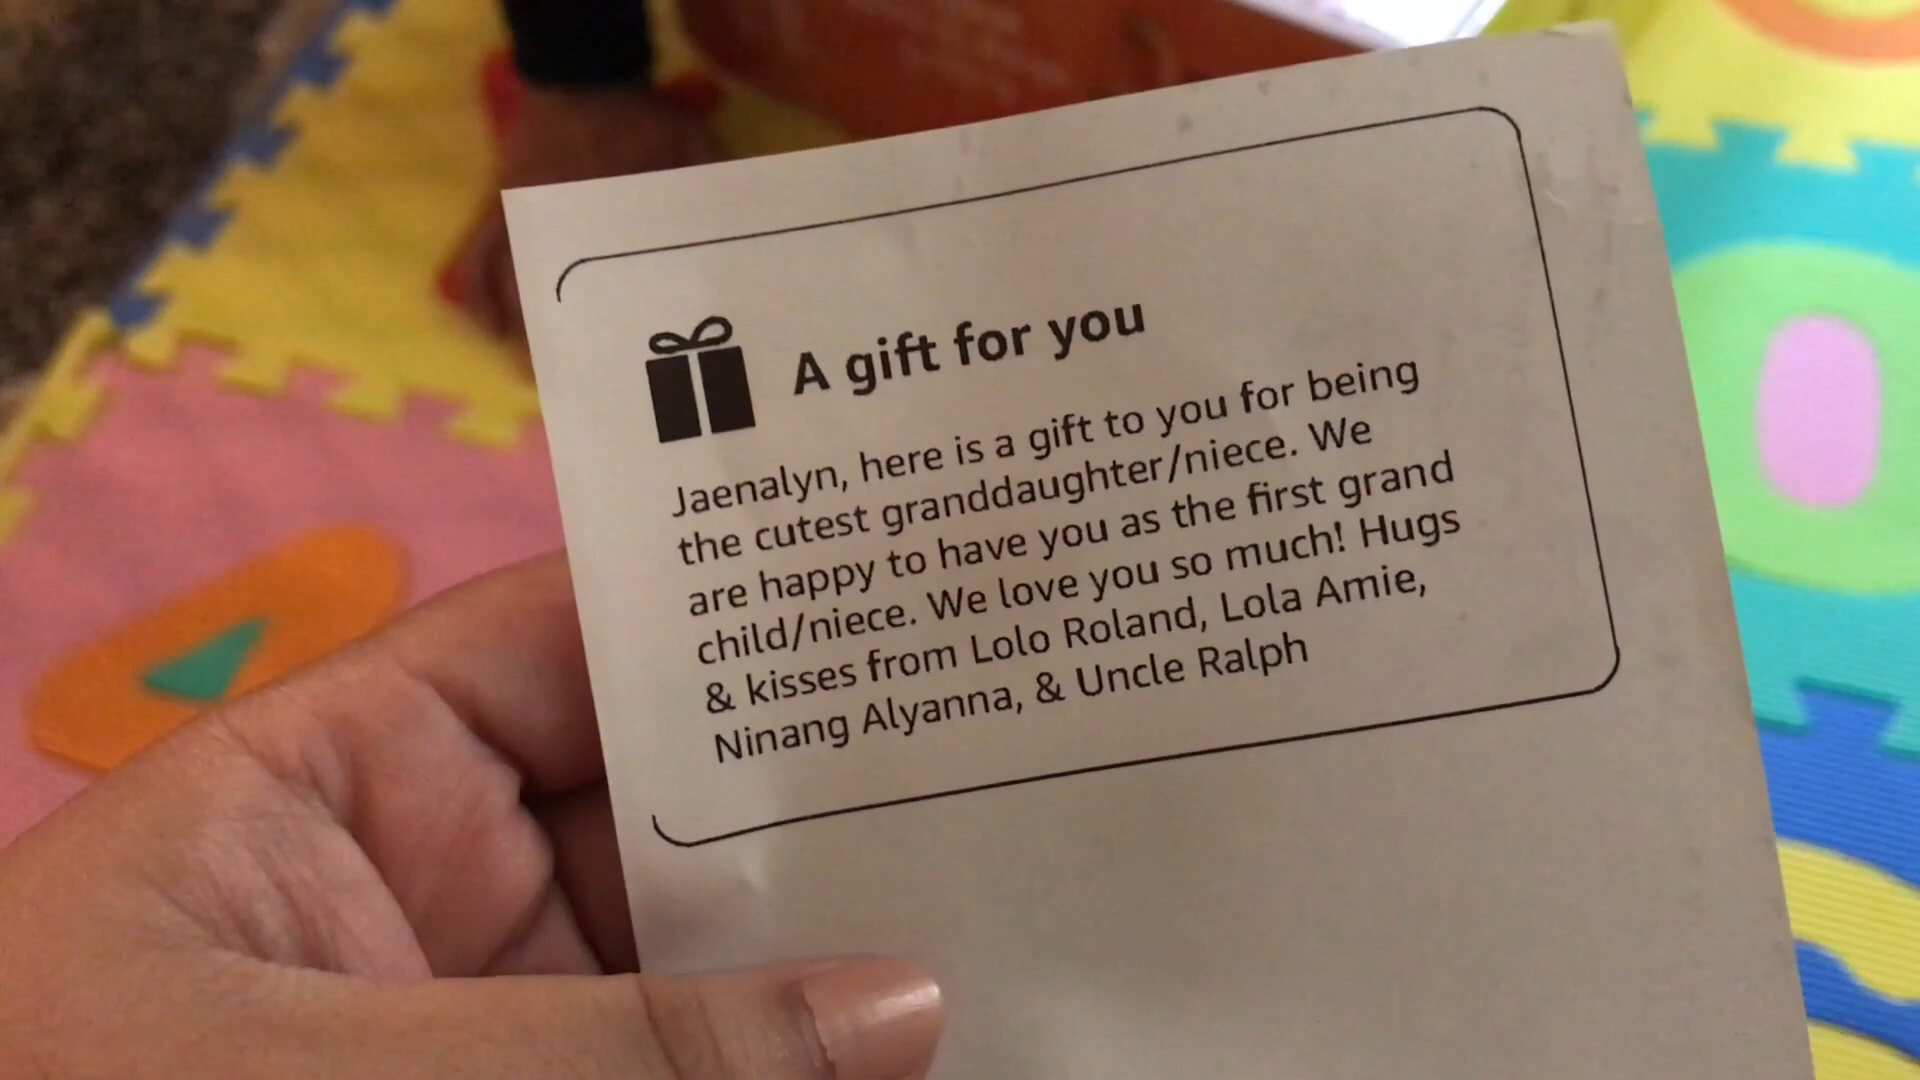 A gift for you
Jaenalyn, here is a gift to you for being
the cutest granddaughter/niece. We
are happy to have you as the first grand
child/niece. We love you so much! Hugs
& kisses from Lolo Roland, Lola Amie,
Ninang Alyanna, & Uncle Ralph